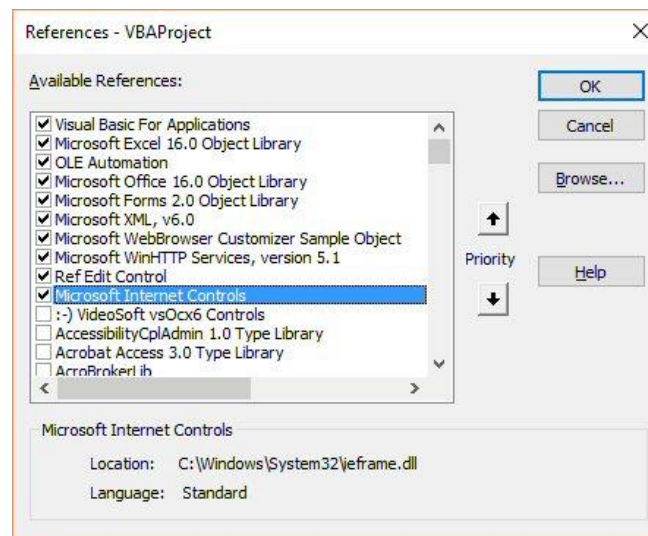 References - VBAProject
Available References:
OK
Visual Basic For Applications
Microsoft Excel 16.0 Object Library
Cancel
OLE Automation
Microsoft Office 16.0 Object Library
Microsoft Forms 2.0 Object Library
Browse...
Microsoft XML, v6.0
Microsoft WebBrowser Customizer Sample Object
Microsoft WinHTTP Services, version 5.1
Priority
Ref Edit Control
Help
Microsoft Internet Controls
:-) VideoSoft vsOcx6 Controls
AccessibilityCplAdmin 1.0 Type Library
Acrobat Access 3.0 Type Library
AcroBrokerLib
Microsoft Internet Controls
Location: C:\Windows\System32\ieframe.dll
Language: Standard